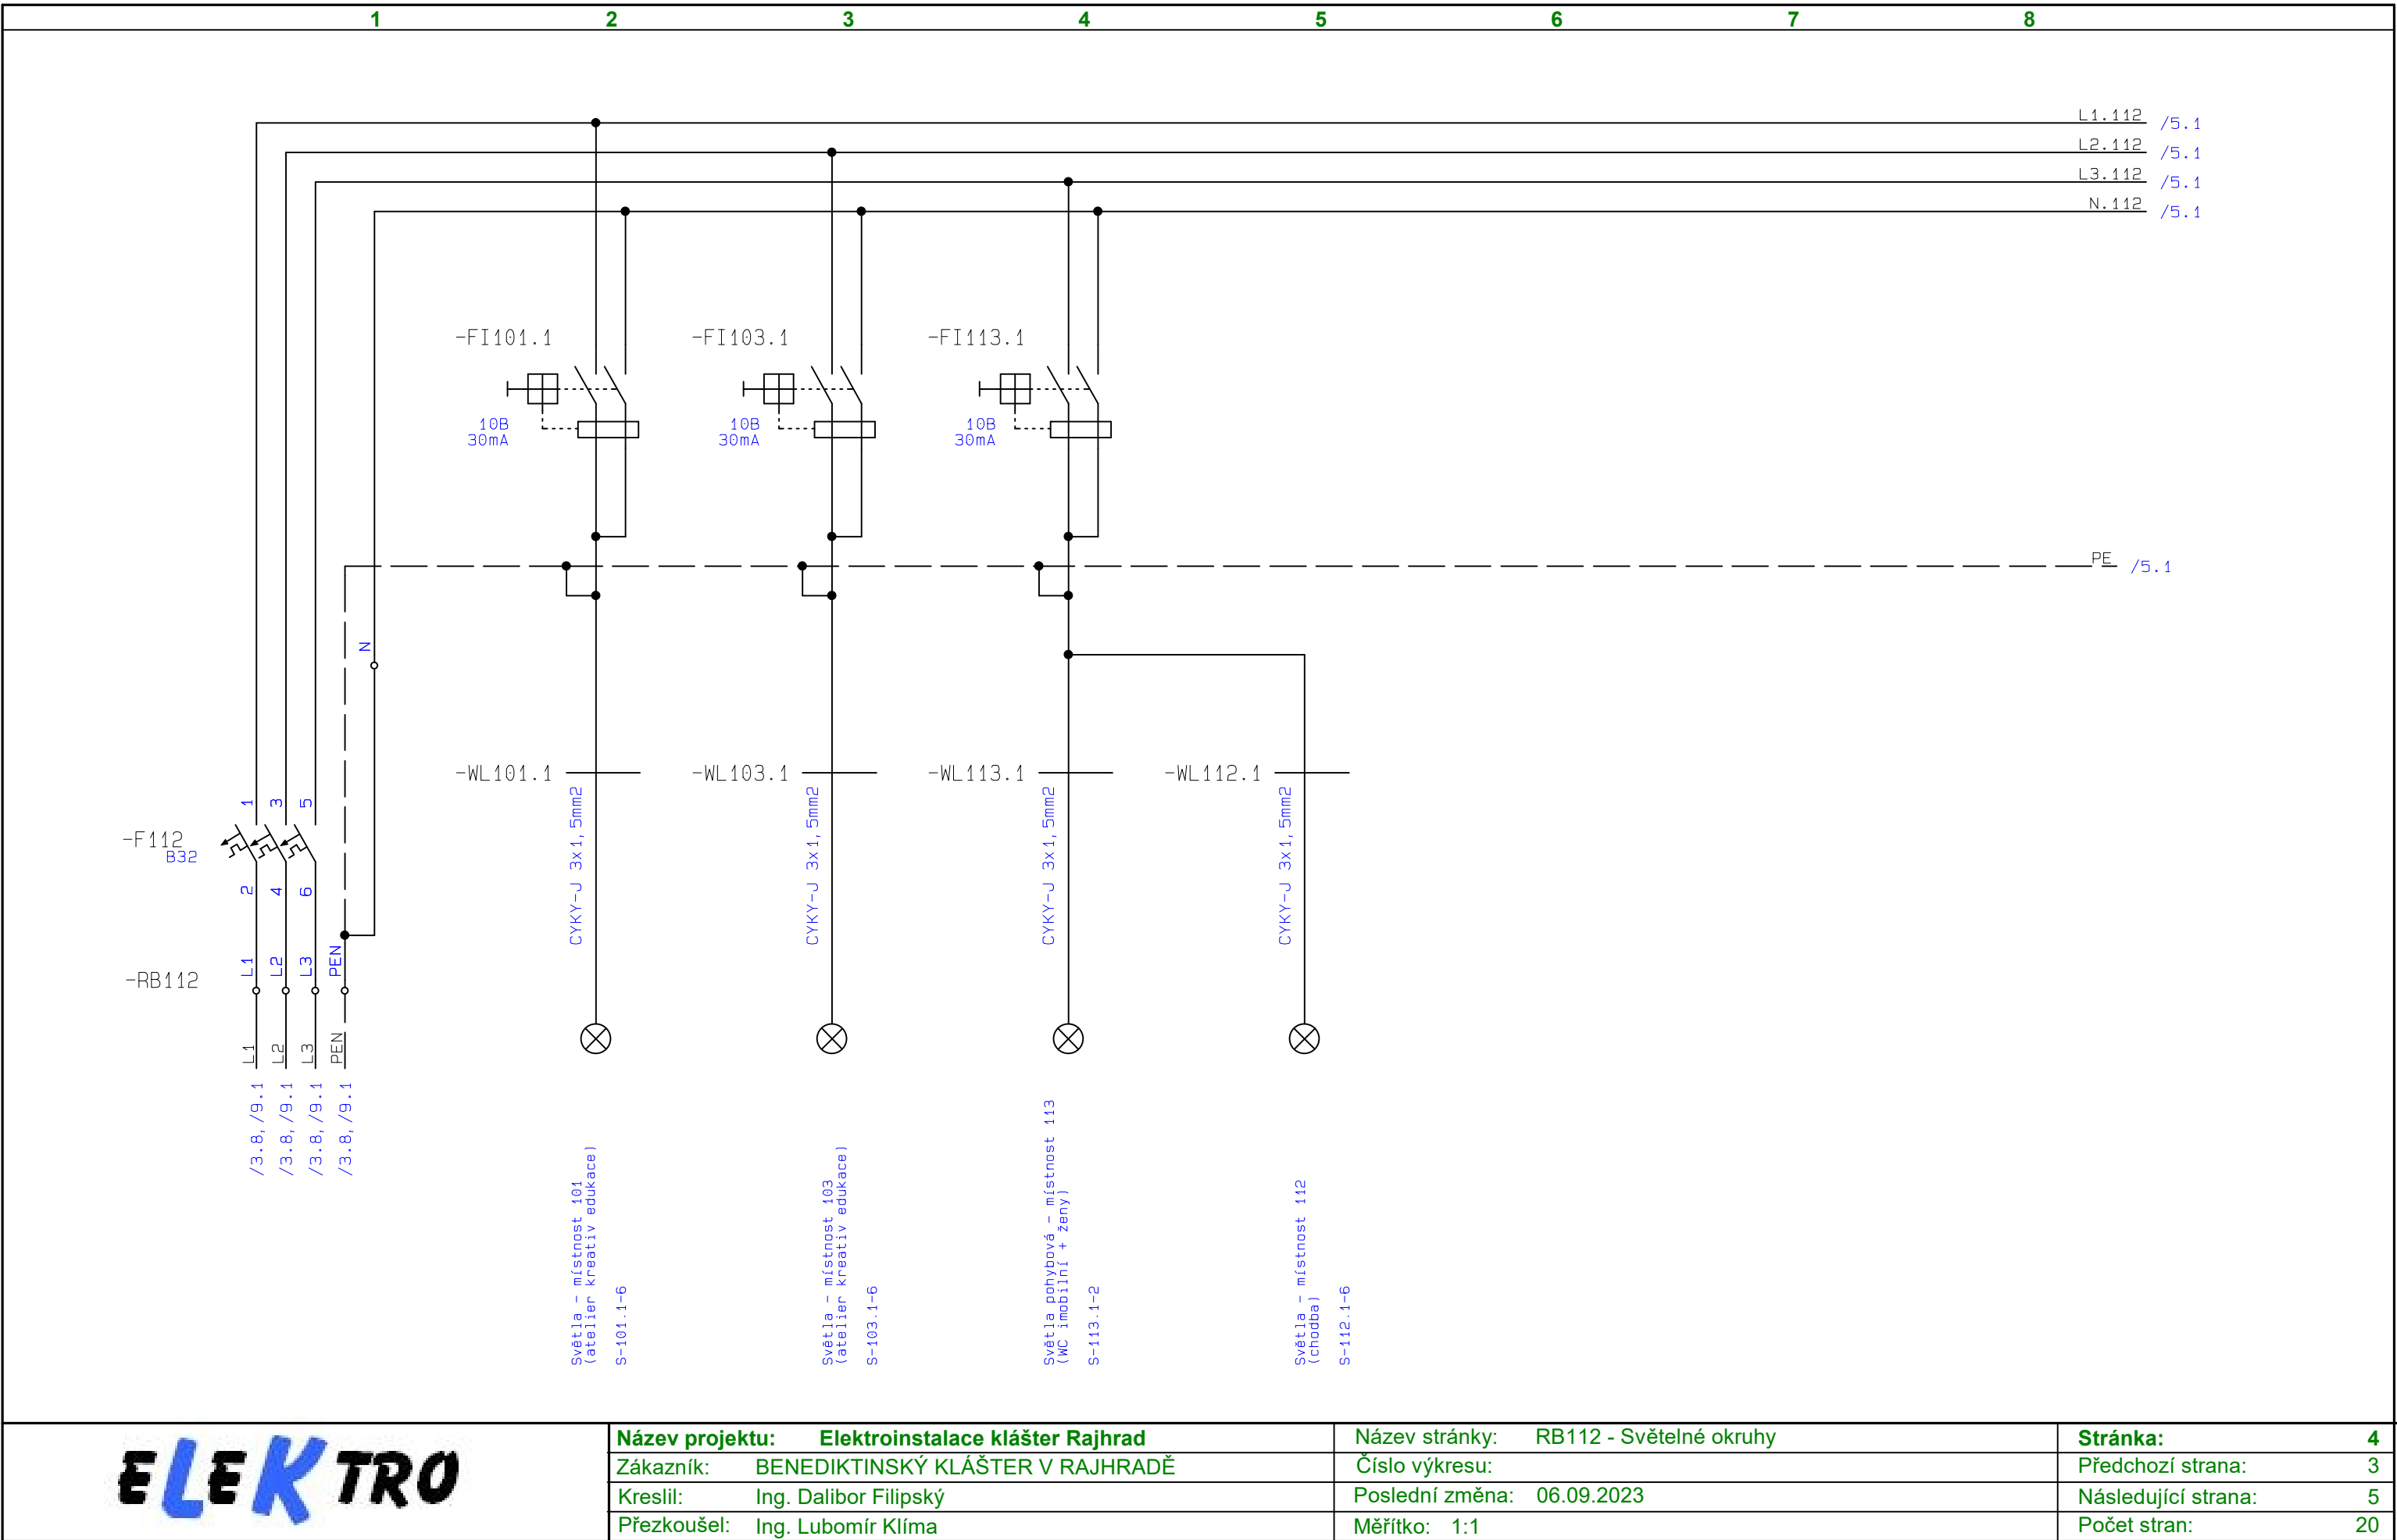 1 2 3 4 5 6 7 8
L1.112 /5.1
L2.112 /5.1
L3.112 /5.1
N.112 /5.1
-FI101.1
10B
30mA
-FI103.1
10B
30mA
-FI113.1
10B
30mA
PE /5.1
N
-WL101.1
CYKY-J 3x1,5mm2
-WL103.1
CYKY-J 3x1,5mm2
-WL113.1
CYKY-J 3x1,5mm2
-WL112.1
CYKY-J 3x1,5mm2
1 3 5
-F112
B32
2 4 6
-RB112
L1 L2 L3 PEN
L1 L2 L3 PEN
/3.8,/9.1
/3.8,/9.1
/3.8,/9.1
/3.8,/9.1
Světla - místnost 101
(atelier kreativ edukace)
S-101.1-6
Světla - místnost 103
(atelier kreativ edukace)
S-103.1-6
Světla pohybová - místnost 113
(WC imobilní + ženy)
S-113.1-2
Světla - místnost 112
(chodba)
S-112.1-6
ELEKTRO
Název projektu: Elektroinstalace klášter Rajhrad
Zákazník: BENEDIKTINSKÝ KLÁŠTER V RAJHRADĚ
Kreslil: Ing. Dalibor Filipský
Přezkoušel: Ing. Lubomír Klíma
Název stránky: RB112 - Světelné okruhy
Číslo výkresu:
Poslední změna: 06.09.2023
Měřítko: 1:1
Stránka: 4
Předchozí strana: 3
Následující strana: 5
Počet stran: 20